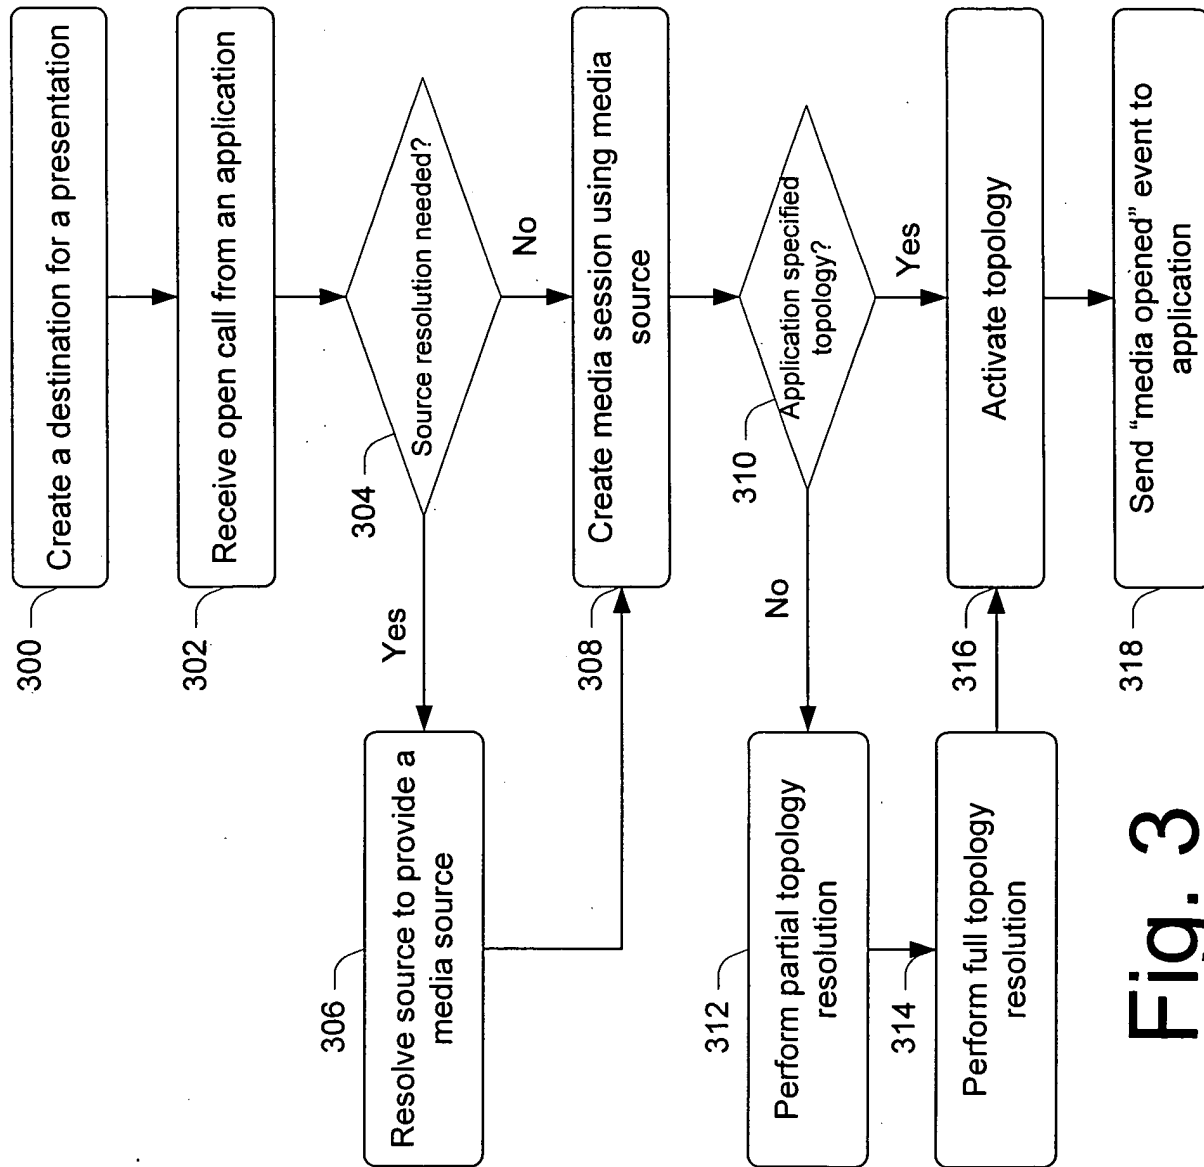 300
Create a destination for a presentation
302
Receive open call from an application
304
Source resolution needed?
Yes
No
306
Resolve source to provide a
media source
308
Create media session using media
source
310
Application specified
topology?
No
Yes
312
Perform partial topology
resolution
314
Perform full topology
resolution
316
Activate topology
318
Send “media opened” event to
application
Fig. 3